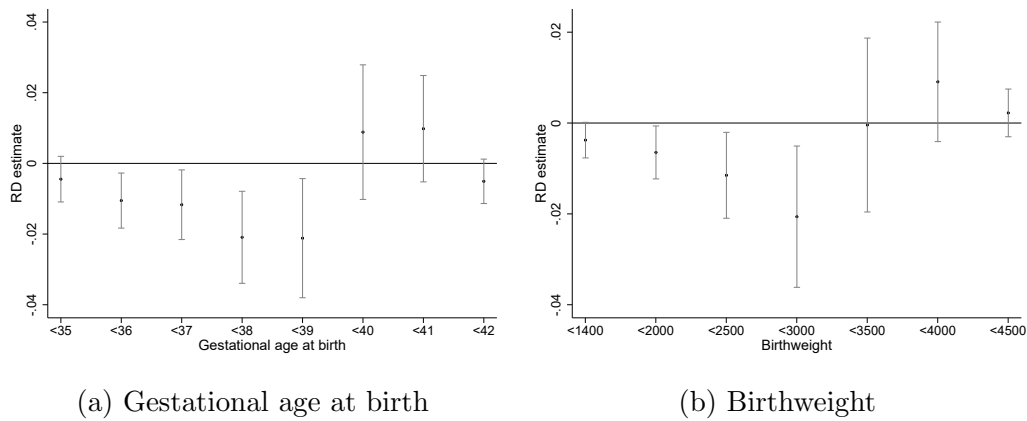 .04
.02
0
-.02
-.04
RD estimate
<35 <36 <37 <38 <39 <40 <41 <42
Gestational age at birth
(a) Gestational age at birth
.02
0
-.02
-.04
RD estimate
<1400 <2000 <2500 <3000 <3500 <4000 <4500
Birthweight
(b) Birthweight